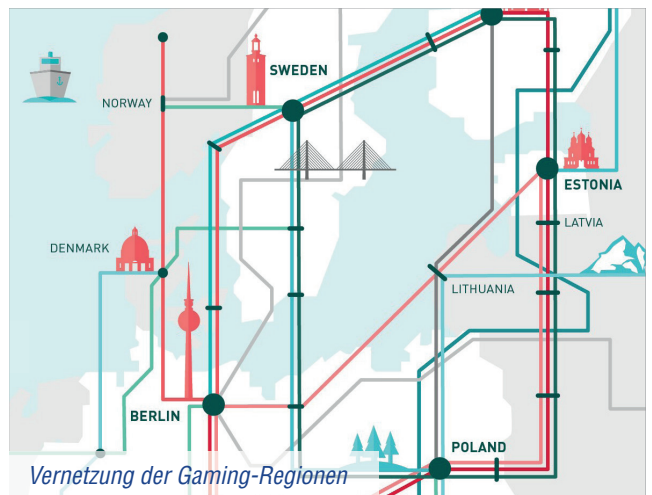 SWEDEN
NORWAY
ESTONIA
LATVIA
DENMARK
LITHUANIA
BERLIN
POLAND
Vernetzung der Gaming-Regionen